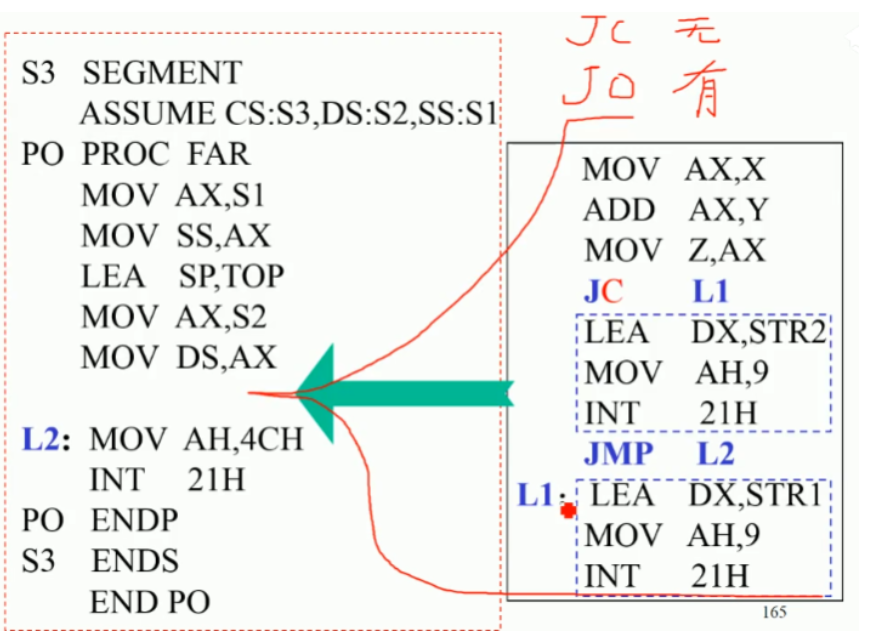 S3 SEGMENT
ASSUME CS:S3,DS:S2,SS:S1
PO PROC FAR
MOV AX,S1
MOV SS,AX
LEA SP,TOP
MOV AX,S2
MOV DS,AX
L2: MOV AH,4CH
INT 21H
PO ENDP
S3 ENDS
END PO
JC 无
JO 有
MOV AX,X
ADD AX,Y
MOV Z,AX
JC L1
LEA DX,STR2
MOV AH,9
INT 21H
JMP L2
L1: LEA DX,STR1
MOV AH,9
INT 21H
165